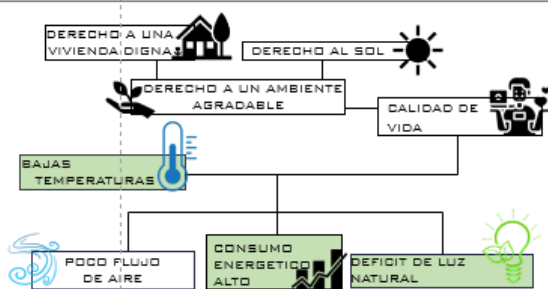 DERECHO A UNA
VIVIENDA DIGNA
DERECHO AL SOL
DERECHO A UN AMBIENTE
AGRADABLE
CALIDAD DE
VIDA
BAJAS
TEMPERATURAS
POCO FLUJO
DE AIRE
CONSUMO
ENERGETICO
ALTO
DEFICIT DE LUZ
NATURAL